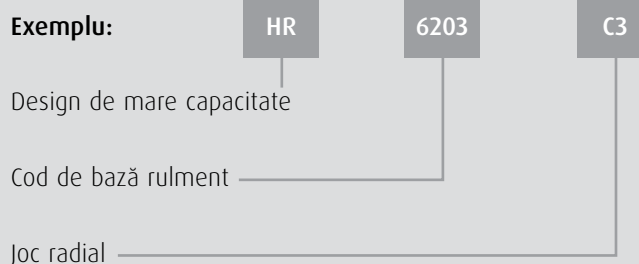 Exemplu: HR 6203 C3
Design de mare capacitate
Cod de bază rulment
Joc radial